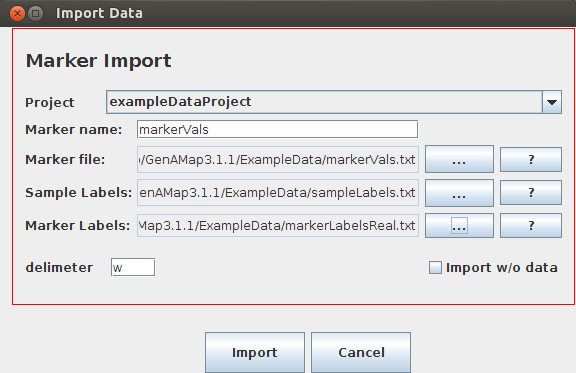 Import Data
Marker Import
Project exampleDataProject
Marker name: markerVals
Marker file: /GenAMap3.1.1/ExampleData/markerVals.txt ... ?
Sample Labels: enAMap3.1.1/ExampleData/sampleLabels.txt ... ?
Marker Labels: Map3.1.1/ExampleData/markerLabelsReal.txt ... ?
delimeter w Import w/o data
Import Cancel